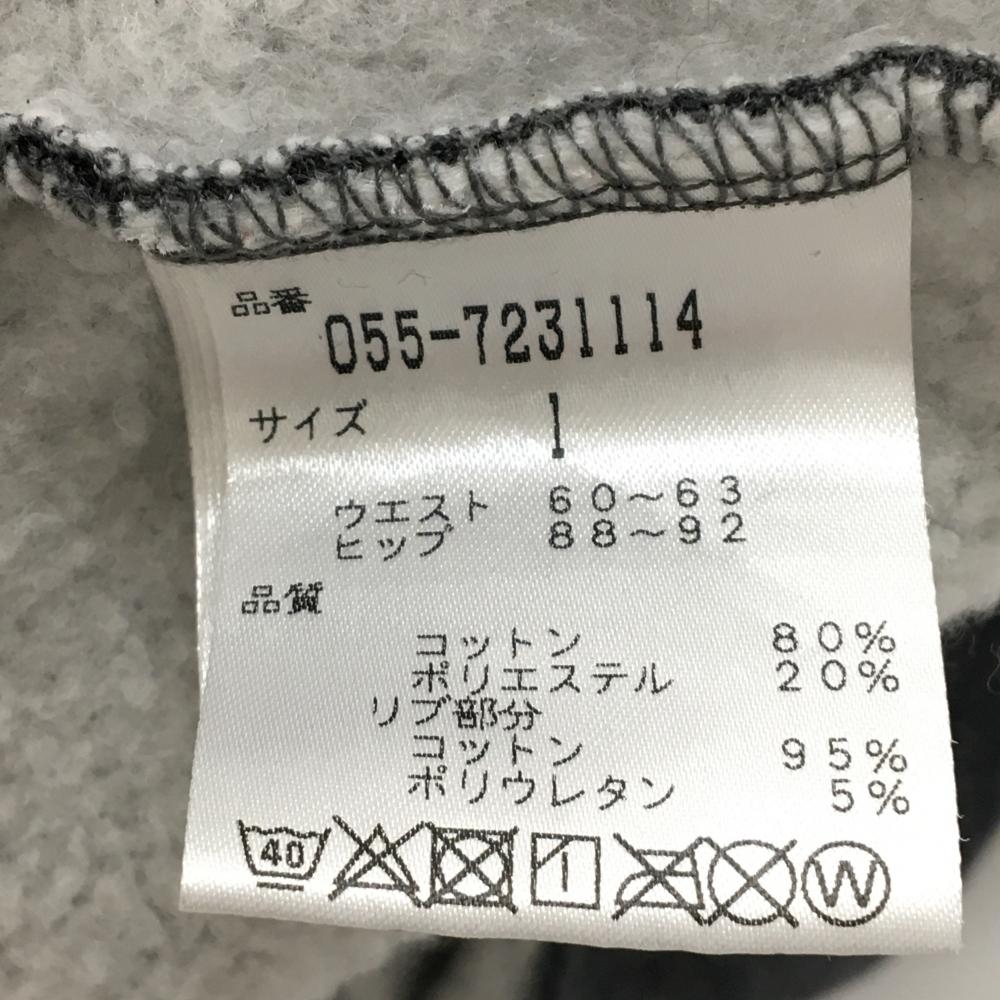 品番 055-7231114
サイズ 1
ウエスト 60～63
ヒップ 88～92
品質
コットン 80%
ポリエステル 20%
リブ部分
コットン 95%
ポリウレタン 5%
40 W